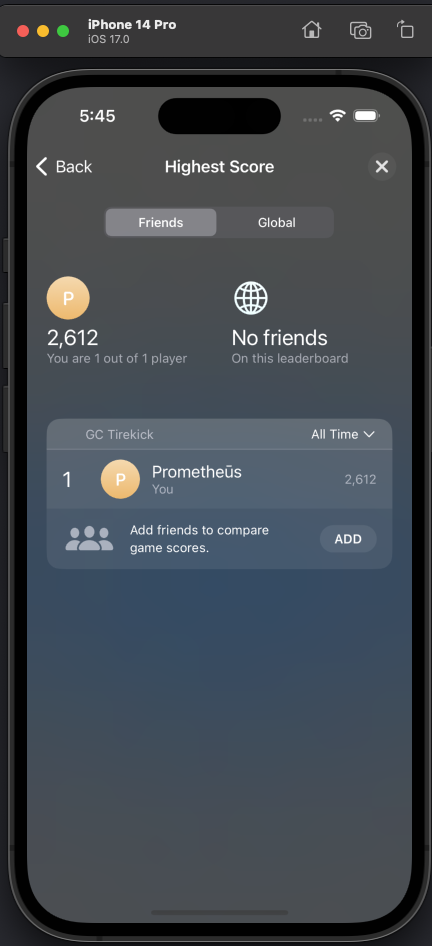 iPhone 14 Pro
iOS 17.0
5:45
Back
Highest Score
Friends
Global
P
2,612
You are 1 out of 1 player
No friends
On this leaderboard
GC Tirekick
All Time
1
P
Prometheūs
You
2,612
Add friends to compare
game scores.
ADD